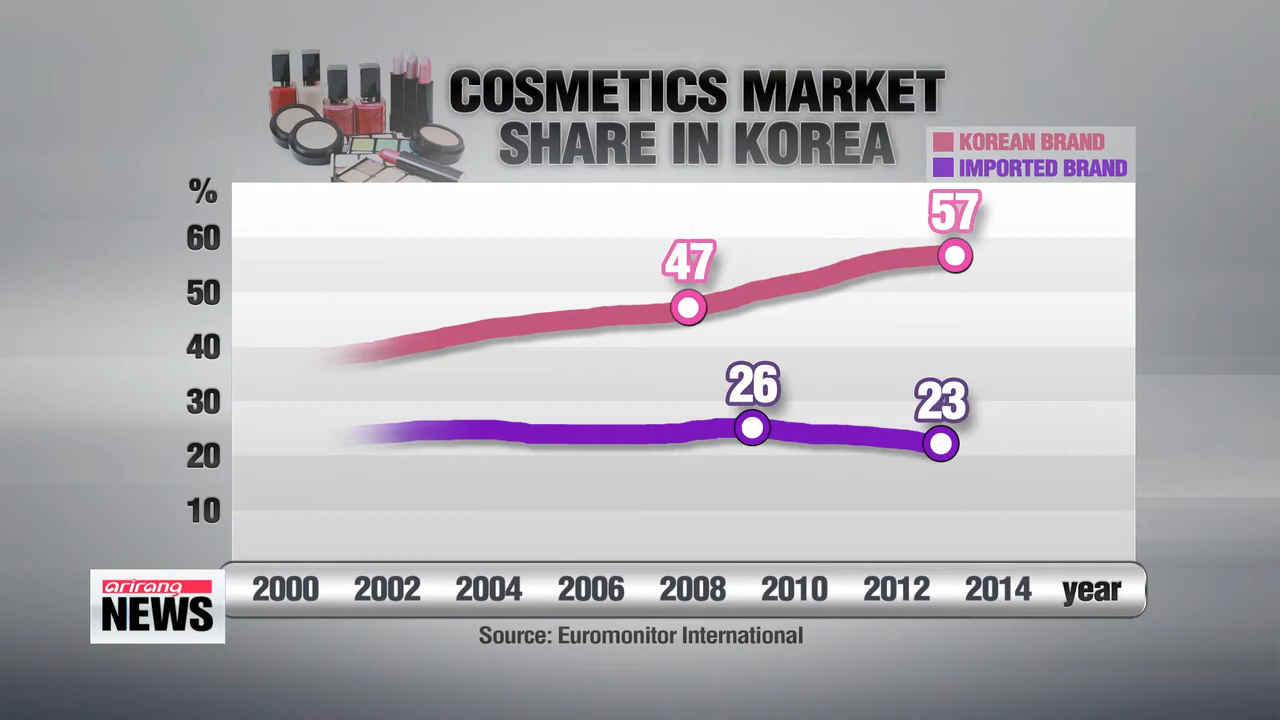 COSMETICS MARKET
SHARE IN KOREA
KOREAN BRAND
IMPORTED BRAND
%
60
50
40
30
20
10
47
57
26
23
2000 2002 2004 2006 2008 2010 2012 2014 year
arirang
NEWS
Source: Euromonitor International